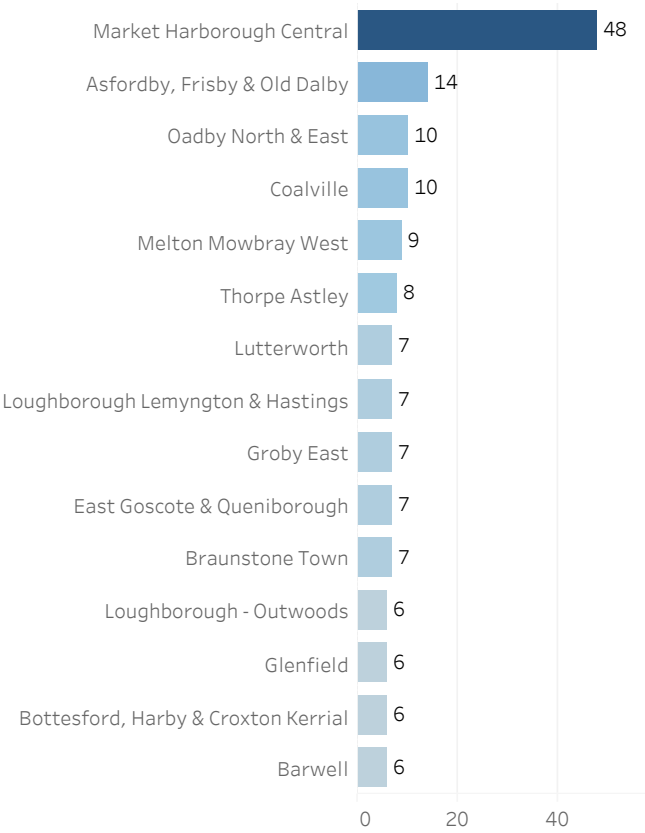 Market Harborough Central 48
Asfordby, Frisby & Old Dalby 14
Oadby North & East 10
Coalville 10
Melton Mowbray West 9
Thorpe Astley 8
Lutterworth 7
Loughborough Lemyngton & Hastings 7
Groby East 7
East Goscote & Queniborough 7
Braunstone Town 7
Loughborough - Outwoods 6
Glenfield 6
Bottesford, Harby & Croxton Kerrial 6
Barwell 6
0 20 40